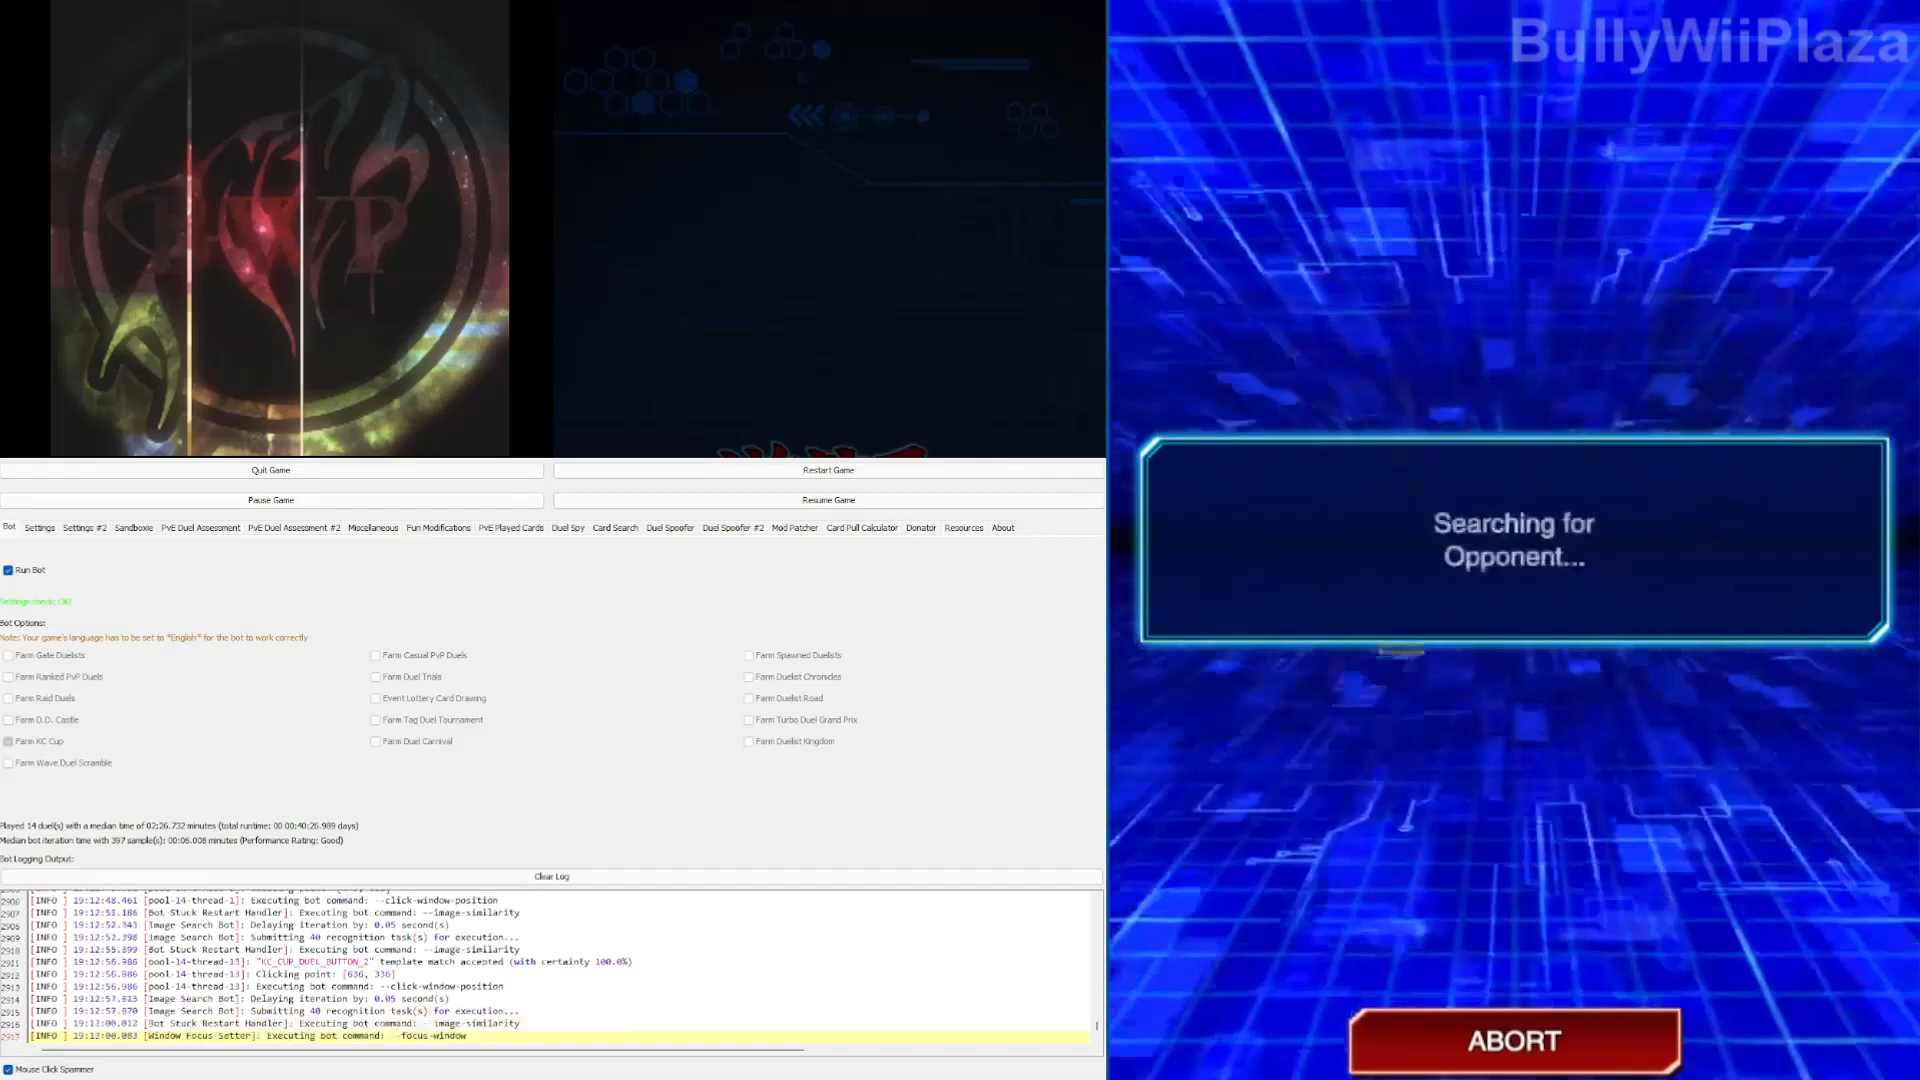 BullyWiiPlaza
BWP
Quit Game
Restart Game
Pause Game
Resume Game
Bot Settings Settings #2 Sandboxie PvE Duel Assessment PvE Duel Assessment #2 Miscellaneous Fun Modifications PvE Played Cards Duel Spy Card Search Duel Spoofer Duel Spoofer #2 Mod Patcher Card Pull Calculator Donator Resources About
Run Bot
Settings check: OK!
Bot Options:
Note: Your game's language has to be set to "English" for the bot to work correctly
Farm Gate Duelists
Farm Casual PvP Duels
Farm Spawned Duelists
Farm Ranked PvP Duels
Farm Duel Trials
Farm Duelist Chronicles
Farm Raid Duels
Event Lottery Card Drawing
Farm Duelist Road
Farm D.D. Castle
Farm Tag Duel Tournament
Farm Turbo Duel Grand Prix
Farm KC Cup
Farm Duel Carnival
Farm Duelist Kingdom
Farm Wave Duel Scramble
Played 14 duel(s) with a median time of 02:26.732 minutes (total runtime: 00 00:40:26.989 days)
Median bot iteration time with 397 sample(s): 00:06.008 minutes (Performance Rating: Good)
Bot Logging Output:
Clear Log
2906 [INFO ] 19:12:48.461 [pool-14-thread-1]: Executing bot command: --click-window-position
2907 [INFO ] 19:12:51.186 [Bot Stuck Restart Handler]: Executing bot command: --image-similarity
2908 [INFO ] 19:12:52.343 [Image Search Bot]: Delaying iteration by: 0.05 second(s)
2909 [INFO ] 19:12:52.398 [Image Search Bot]: Submitting 40 recognition task(s) for execution...
2910 [INFO ] 19:12:55.899 [Bot Stuck Restart Handler]: Executing bot command: --image-similarity
2911 [INFO ] 19:12:56.986 [pool-14-thread-13]: "KC_CUP_DUEL_BUTTON_2" template match accepted (with certainty 100.0%)
2912 [INFO ] 19:12:56.986 [pool-14-thread-13]: Clicking point: [636, 336]
2913 [INFO ] 19:12:56.986 [pool-14-thread-13]: Executing bot command: --click-window-position
2914 [INFO ] 19:12:57.813 [Image Search Bot]: Delaying iteration by: 0.05 second(s)
2915 [INFO ] 19:12:57.870 [Image Search Bot]: Submitting 40 recognition task(s) for execution...
2916 [INFO ] 19:13:00.012 [Bot Stuck Restart Handler]: Executing bot command: --image-similarity
2917 [INFO ] 19:13:00.083 [Window Focus Setter]: Executing bot command: --focus-window
Mouse Click Spammer
Searching for
Opponent...
ABORT